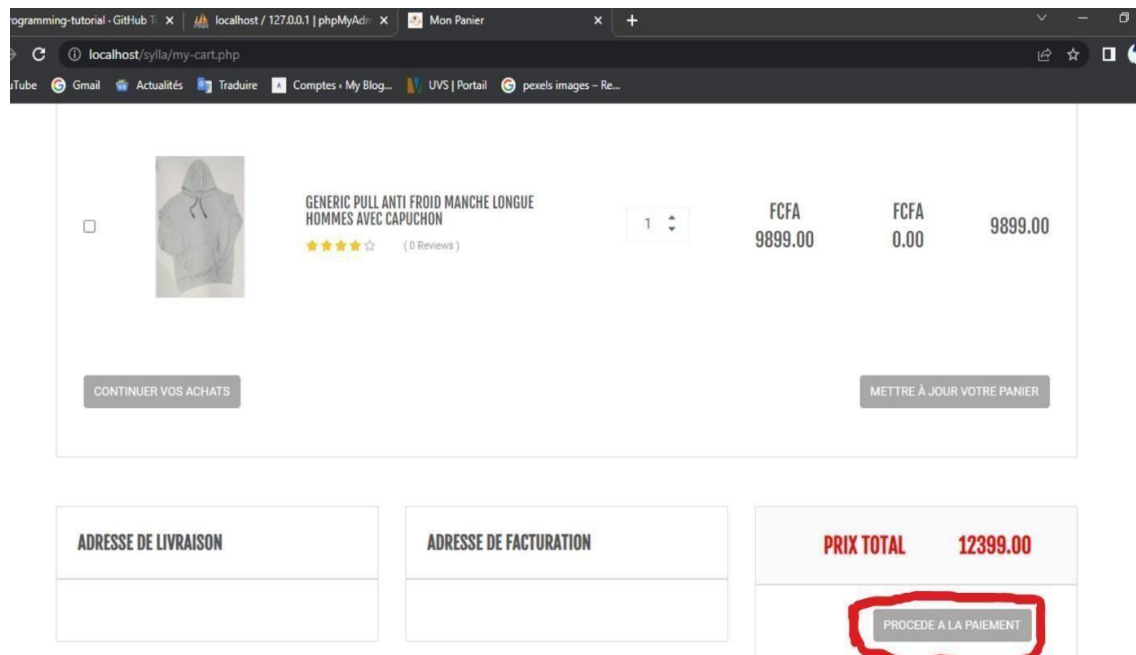 rogramming-tutorial · GitHub T
localhost / 127.0.0.1 | phpMyAdm
Mon Panier
localhost/sylla/my-cart.php
uTube
Gmail
Actualités
Traduire
Comptes ‹ My Blog...
UVS | Portail
pexels images – Re...
GENERIC PULL ANTI FROID MANCHE LONGUE
HOMMES AVEC CAPUCHON
( 0 Reviews )
1
FCFA
9899.00
FCFA
0.00
9899.00
CONTINUER VOS ACHATS
METTRE À JOUR VOTRE PANIER
ADRESSE DE LIVRAISON
ADRESSE DE FACTURATION
PRIX TOTAL 12399.00
PROCEDE A LA PAIEMENT